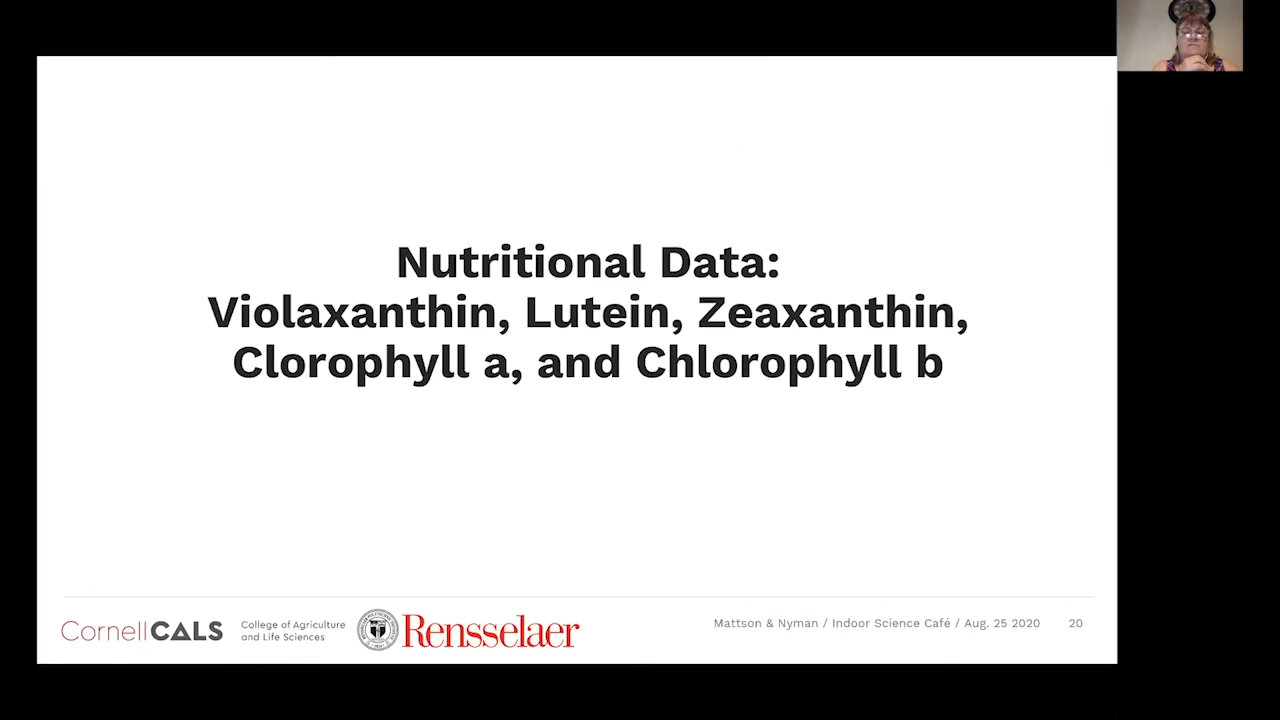 Nutritional Data:
Violaxanthin, Lutein, Zeaxanthin,
Clorophyll a, and Chlorophyll b
CornellCALS
College of Agriculture
and Life Sciences
Rensselaer
Mattson & Nyman / Indoor Science Café / Aug. 25 2020
20